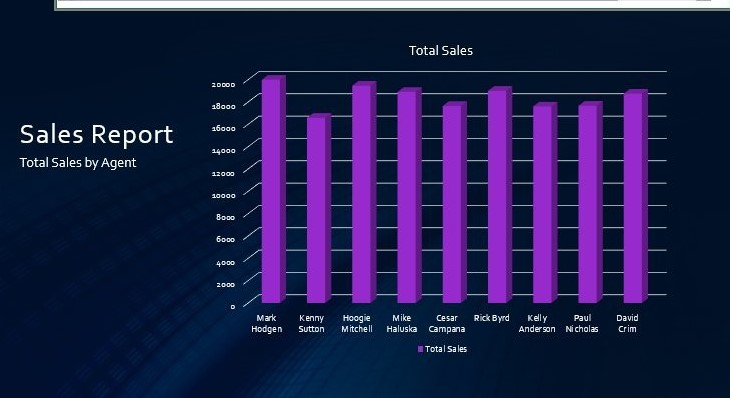 Total Sales
Sales Report
Total Sales by Agent
20000
18000
16000
14000
12000
10000
8000
6000
4000
2000
0
Mark Hodgen
Kenny Sutton
Hoogie Mitchell
Mike Haluska
Cesar Campana
Rick Byrd
Kelly Anderson
Paul Nicholas
David Crim
Total Sales